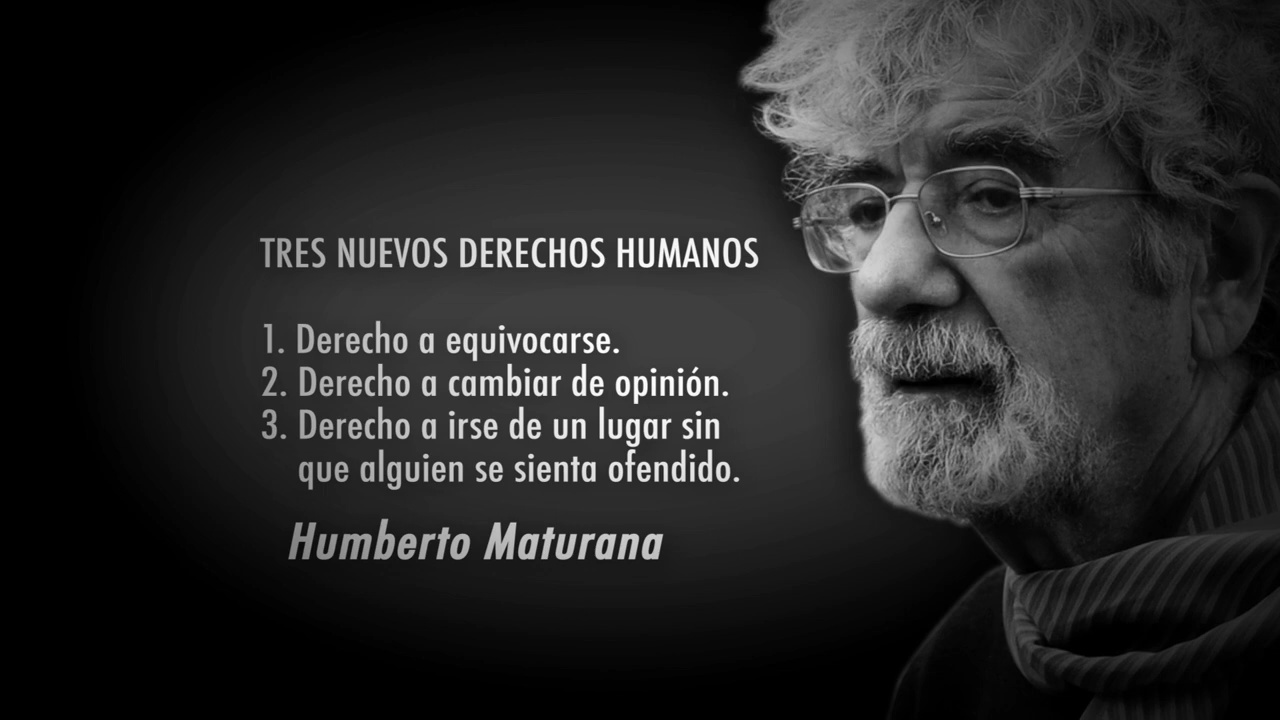 TRES NUEVOS DERECHOS HUMANOS
1. Derecho a equivocarse.
2. Derecho a cambiar de opinión.
3. Derecho a irse de un lugar sin
que alguien se sienta ofendido.
Humberto Maturana